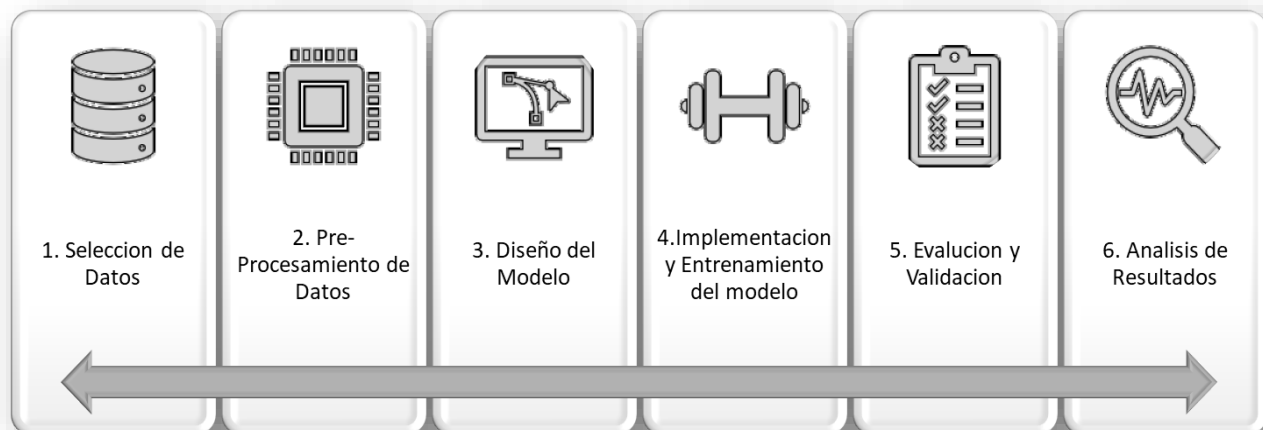 1. Seleccion de
Datos
2. Pre-
Procesamiento de
Datos
3. Diseño del
Modelo
4.Implementacion
y Entrenamiento
del modelo
5. Evalucion y
Validacion
6. Analisis de
Resultados